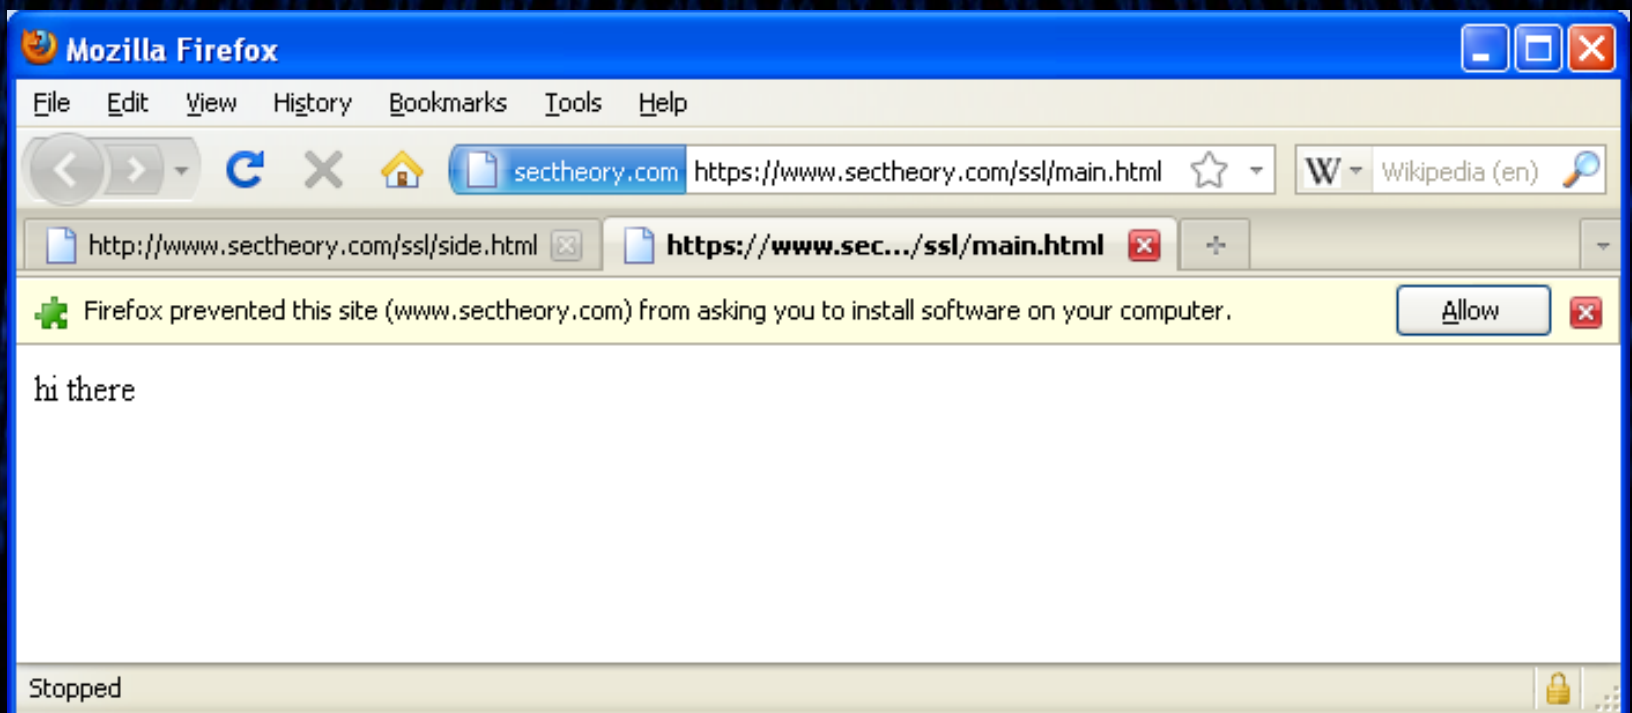 Mozilla Firefox
File Edit View History Bookmarks Tools Help
sectheory.com https://www.sectheory.com/ssl/main.html W Wikipedia (en)
http://www.sectheory.com/ssl/side.html https://www.sec.../ssl/main.html
Firefox prevented this site (www.sectheory.com) from asking you to install software on your computer. Allow
hi there
Stopped